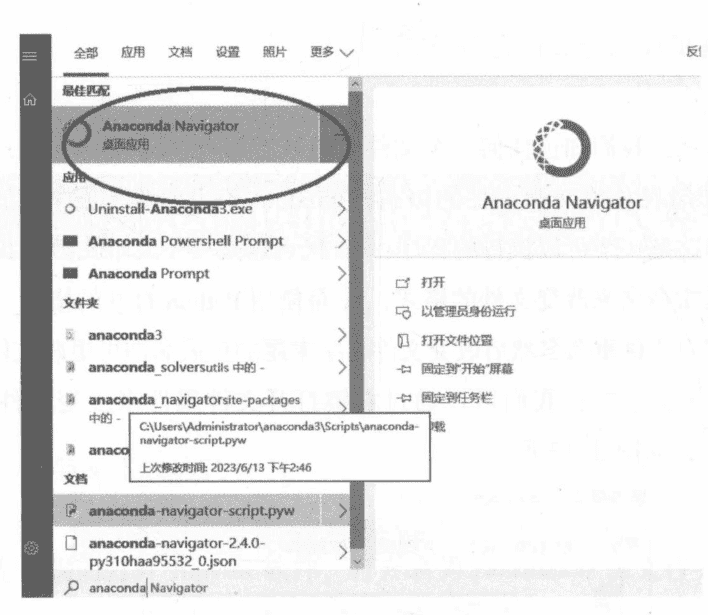 全部 应用 文档 设置 照片 更多
最佳匹配
Anaconda Navigator
桌面应用
应用
Uninstall-Anaconda3.exe
Anaconda Powershell Prompt
Anaconda Prompt
文件夹
anaconda3
anaconda_solversutils 中的 -
anaconda_navigatorsite-packages
中的 -
anaco
文档
anaconda-navigator-script.pyw
anaconda-navigator-2.4.0-
py310haa95532_0.json
anaconda Navigator
C:\Users\Administrator\anaconda3\Scripts\anaconda-
navigator-script.pyw
上次修改时间: 2023/6/13 下午2:46
Anaconda Navigator
桌面应用
打开
以管理员身份运行
打开文件位置
固定到"开始"屏幕
固定到任务栏
卸载